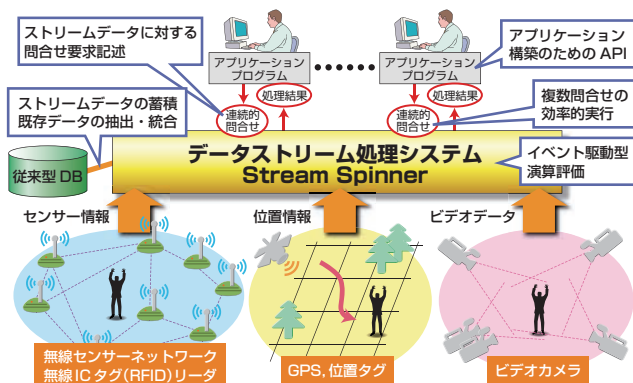 ストリームデータに対する
問合せ要求記述
アプリケーション
プログラム
アプリケーション
プログラム
アプリケーション
構築のための API
ストリームデータの蓄積
既存データの抽出・統合
連続的
問合せ
処理結果
連続的
問合せ
処理結果
複数問合せの
効率的実行
従来型 DB
データストリーム処理システム
Stream Spinner
イベント駆動型
演算評価
センサー情報
位置情報
ビデオデータ
無線センサーネットワーク
無線 IC タグ(RFID)リーダ
GPS, 位置タグ
ビデオカメラ